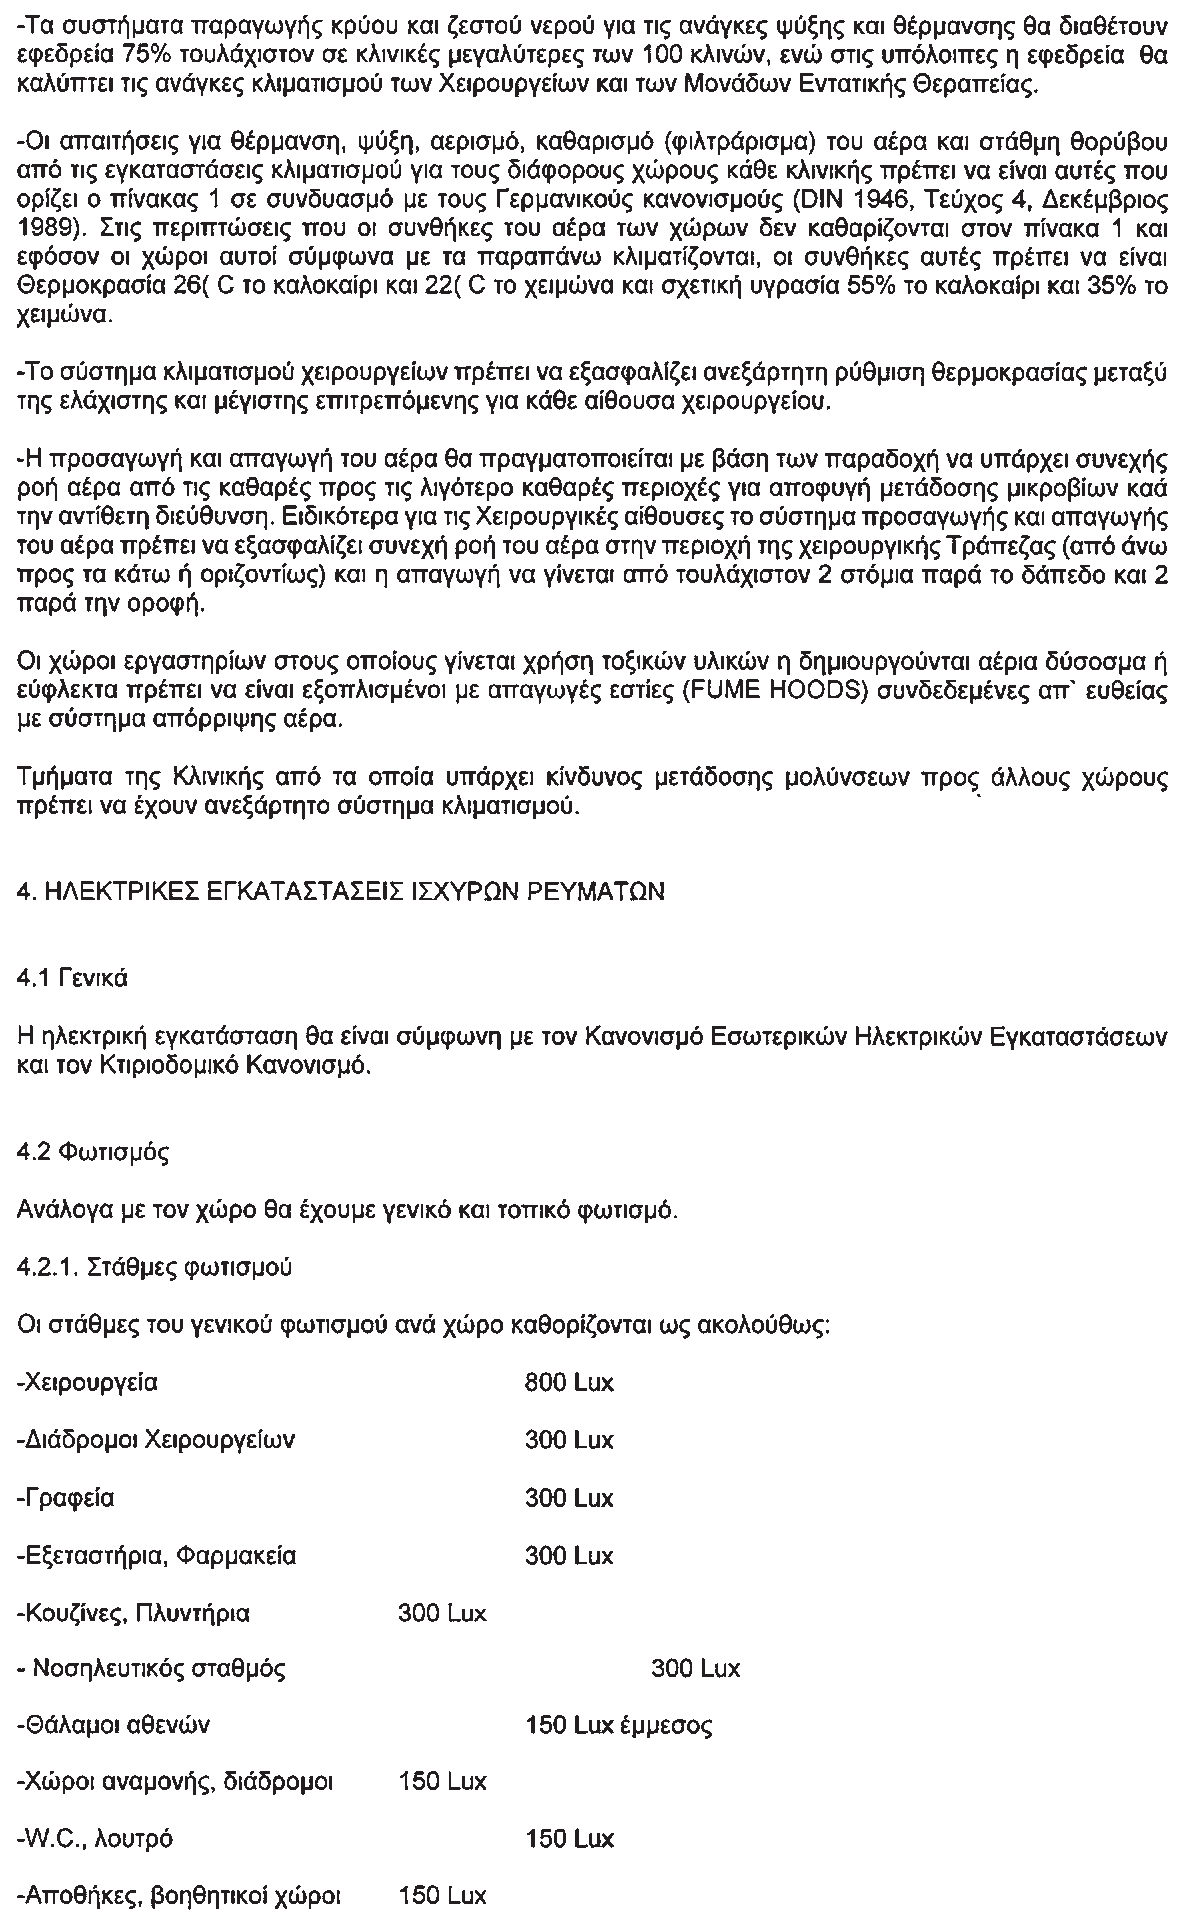 -Τα συστήματα παραγωγής κρύου και ζεστού νερού για τις ανάγκες ψύξης και θέρμανσης θα διαθέτουν
εφεδρεία 75% τουλάχιστον σε κλινικές μεγαλύτερες των 100 κλινών, ενώ στις υπόλοιπες η εφεδρεία θα
καλύπτει τις ανάγκες κλιματισμού των Χειρουργείων και των Μονάδων Εντατικής Θεραπείας.
-Οι απαιτήσεις για θέρμανση, ψύξη, αερισμό, καθαρισμό (φιλτράρισμα) του αέρα και στάθμη θορύβου
από τις εγκαταστάσεις κλιματισμού για τους διάφορους χώρους κάθε κλινικής πρέπει να είναι αυτές που
ορίζει ο πίνακας 1 σε συνδυασμό με τους Γερμανικούς κανονισμούς (DIN 1946, Τεύχος 4, Δεκέμβριος
1989). Στις περιπτώσεις που οι συνθήκες του αέρα των χώρων δεν καθαρίζονται στον πίνακα 1 και
εφόσον οι χώροι αυτοί σύμφωνα με τα παραπάνω κλιματίζονται, οι συνθήκες αυτές πρέπει να είναι
Θερμοκρασία 26( C το καλοκαίρι και 22( C το χειμώνα και σχετική υγρασία 55% το καλοκαίρι και 35% το
χειμώνα.
-Το σύστημα κλιματισμού χειρουργείων πρέπει να εξασφαλίζει ανεξάρτητη ρύθμιση θερμοκρασίας μεταξύ
της ελάχιστης και μέγιστης επιτρεπόμενης για κάθε αίθουσα χειρουργείου.
-Η προσαγωγή και απαγωγή του αέρα θα πραγματοποιείται με βάση των παραδοχή να υπάρχει συνεχής
ροή αέρα από τις καθαρές προς τις λιγότερο καθαρές περιοχές για αποφυγή μετάδοσης μικροβίων καά
την αντίθετη διεύθυνση. Ειδικότερα για τις Χειρουργικές αίθουσες το σύστημα προσαγωγής και απαγωγής
του αέρα πρέπει να εξασφαλίζει συνεχή ροή του αέρα στην περιοχή της χειρουργικής Τράπεζας (από άνω
προς τα κάτω ή οριζοντίως) και η απαγωγή να γίνεται από τουλάχιστον 2 στόμια παρά το δάπεδο και 2
παρά την οροφή.
Οι χώροι εργαστηρίων στους οποίους γίνεται χρήση τοξικών υλικών η δημιουργούνται αέρια δύσοσμα ή
εύφλεκτα πρέπει να είναι εξοπλισμένοι με απαγωγές εστίες (FUME HOODS) συνδεδεμένες απ` ευθείας
με σύστημα απόρριψης αέρα.
Τμήματα της Κλινικής από τα οποία υπάρχει κίνδυνος μετάδοσης μολύνσεων προς άλλους χώρους
πρέπει να έχουν ανεξάρτητο σύστημα κλιματισμού.
4. ΗΛΕΚΤΡΙΚΕΣ ΕΓΚΑΤΑΣΤΑΣΕΙΣ ΙΣΧΥΡΩΝ ΡΕΥΜΑΤΩΝ
4.1 Γενικά
Η ηλεκτρική εγκατάσταση θα είναι σύμφωνη με τον Κανονισμό Εσωτερικών Ηλεκτρικών Εγκαταστάσεων
και τον Κτιριοδομικό Κανονισμό.
4.2 Φωτισμός
Ανάλογα με τον χώρο θα έχουμε γενικό και τοπικό φωτισμό.
4.2.1. Στάθμες φωτισμού
Οι στάθμες του γενικού φωτισμού ανά χώρο καθορίζονται ως ακολούθως:
-Χειρουργεία 800 Lux
-Διάδρομοι Χειρουργείων 300 Lux
-Γραφεία 300 Lux
-Εξεταστήρια, Φαρμακεία 300 Lux
-Κουζίνες, Πλυντήρια 300 Lux
- Νοσηλευτικός σταθμός 300 Lux
-Θάλαμοι αθενών 150 Lux έμμεσος
-Χώροι αναμονής, διάδρομοι 150 Lux
-W.C., λουτρό 150 Lux
-Αποθήκες, βοηθητικοί χώροι 150 Lux